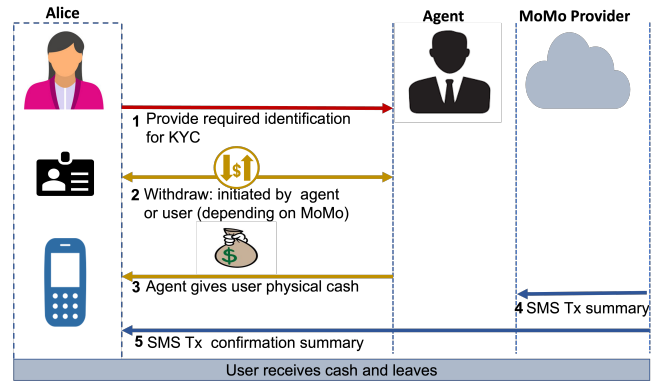 Alice
Agent
MoMo Provider
1 Provide required identification
for KYC
$
2 Withdraw: initiated by agent
or user (depending on MoMo)
$
3 Agent gives user physical cash
4 SMS Tx summary
5 SMS Tx confirmation summary
User receives cash and leaves